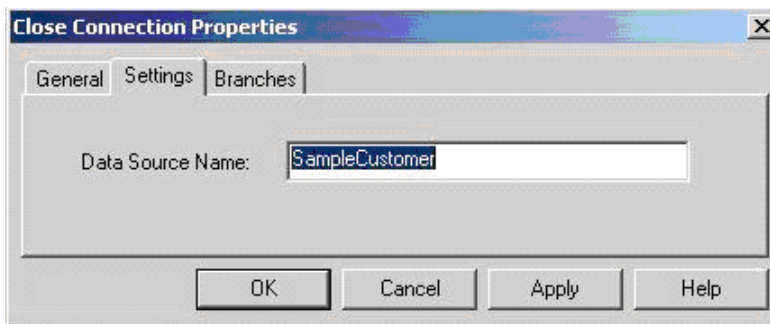 Close Connection Properties
General Settings Branches
Data Source Name: SampleCustomer
OK Cancel Apply Help